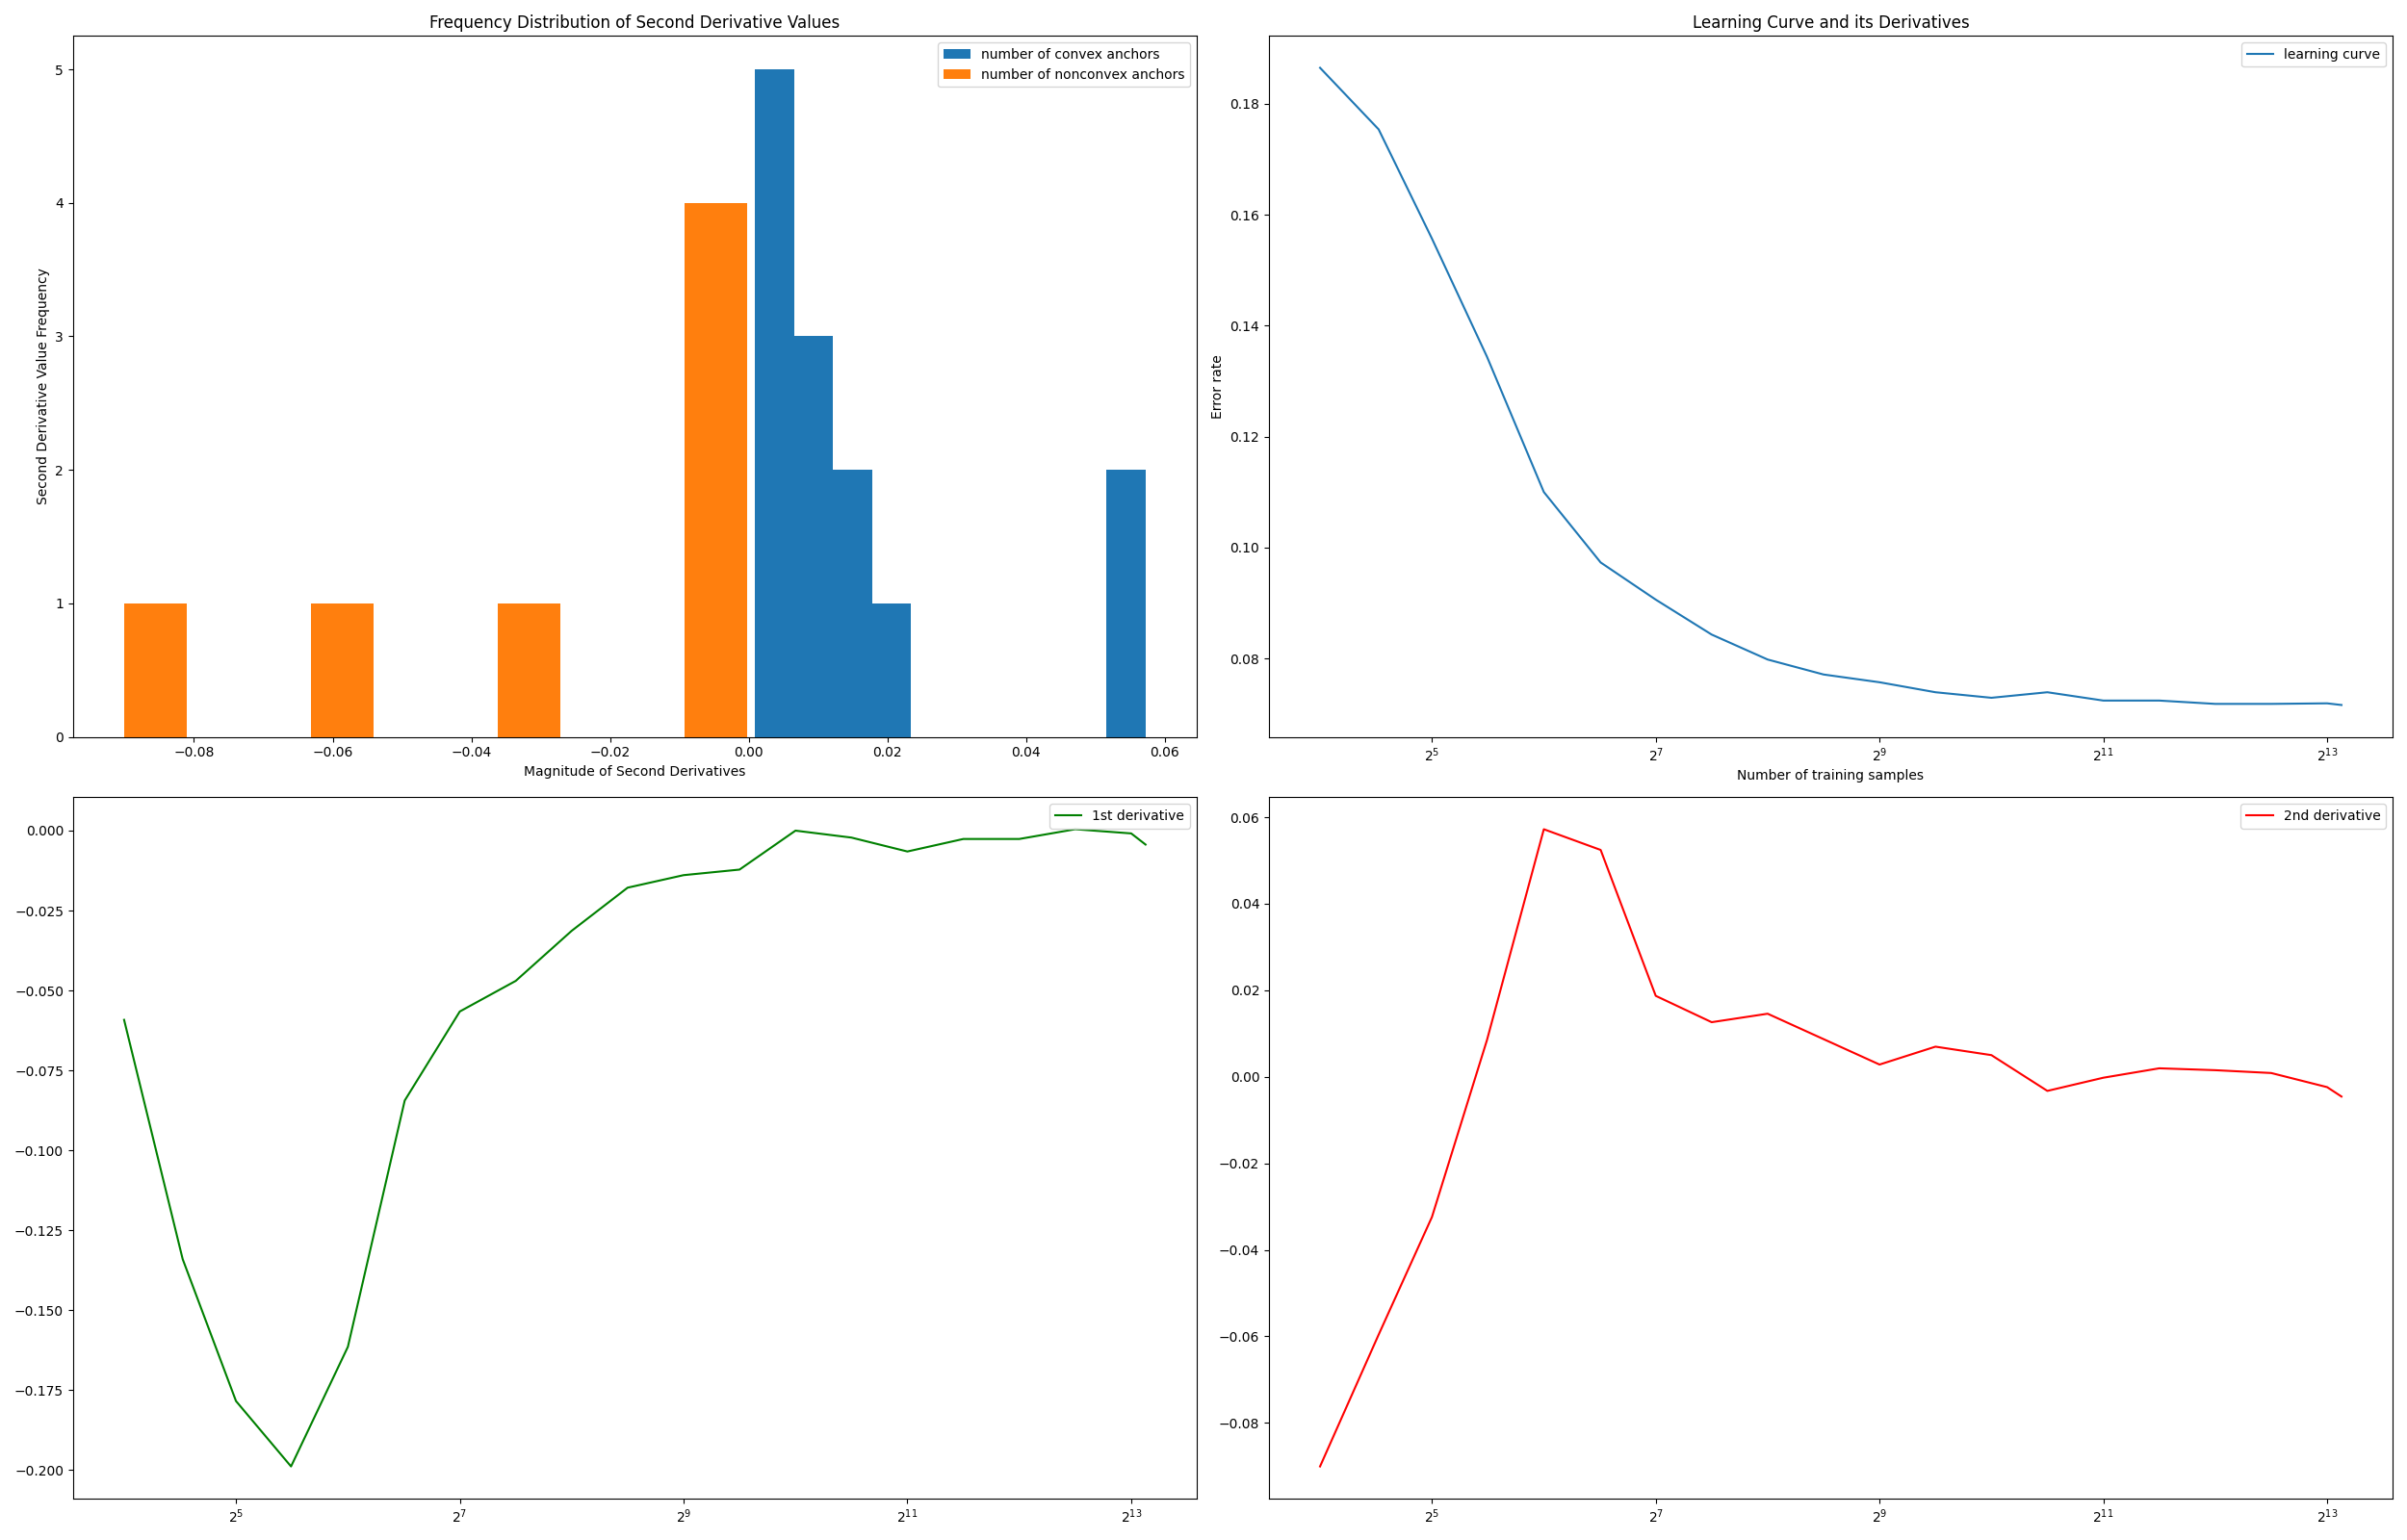 Frequency Distribution of Second Derivative Values
number of convex anchors
number of nonconvex anchors
5
4
3
2
1
0
Second Derivative Value Frequency
−0.08 −0.06 −0.04 −0.02 0.00 0.02 0.04 0.06
Magnitude of Second Derivatives
Learning Curve and its Derivatives
learning curve
0.18
0.16
0.14
0.12
0.10
0.08
Error rate
2^5 2^7 2^9 2^11 2^13
Number of training samples
1st derivative
0.000
−0.025
−0.050
−0.075
−0.100
−0.125
−0.150
−0.175
−0.200
2^5 2^7 2^9 2^11 2^13
2nd derivative
0.06
0.04
0.02
0.00
−0.02
−0.04
−0.06
−0.08
2^5 2^7 2^9 2^11 2^13